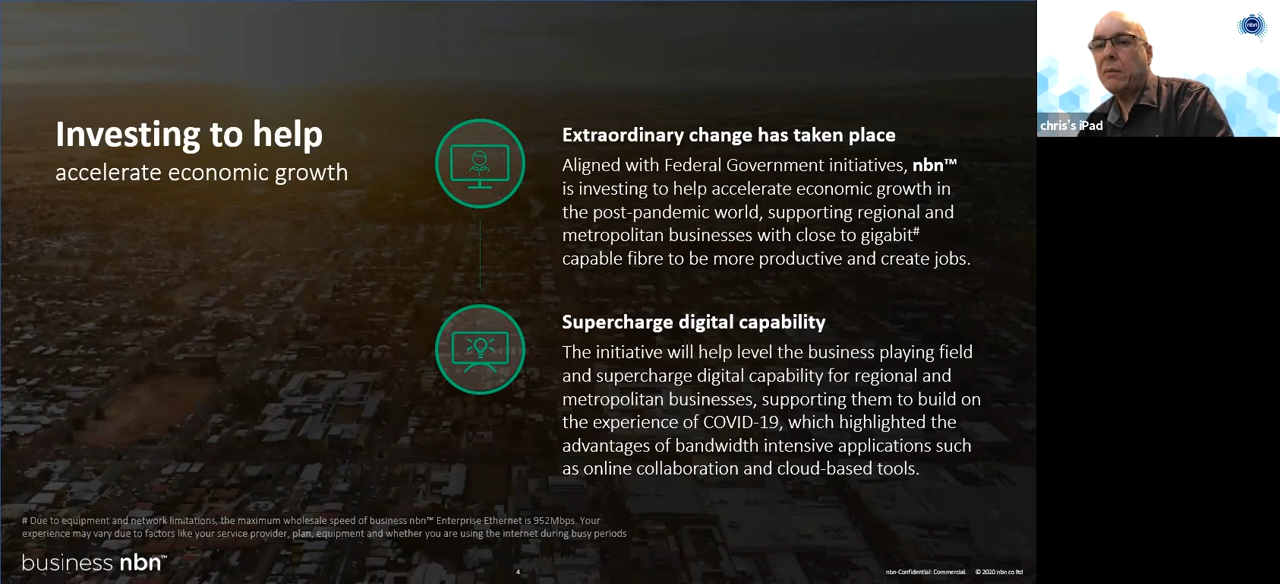 Investing to help
accelerate economic growth
Extraordinary change has taken place
Aligned with Federal Government initiatives, nbn™
is investing to help accelerate economic growth in
the post-pandemic world, supporting regional and
metropolitan businesses with close to gigabit#
capable fibre to be more productive and create jobs.
Supercharge digital capability
The initiative will help level the business playing field
and supercharge digital capability for regional and
metropolitan businesses, supporting them to build on
the experience of COVID-19, which highlighted the
advantages of bandwidth intensive applications such
as online collaboration and cloud-based tools.
# Due to equipment and network limitations, the maximum wholesale speed of business nbn™ Enterprise Ethernet is 952Mbps. Your
experience may vary due to factors like your service provider, plan, equipment and whether you are using the internet during busy periods
business nbn™
4
nbn-Confidential: Commercial. © 2020 nbn co ltd
nbn
chris's iPad